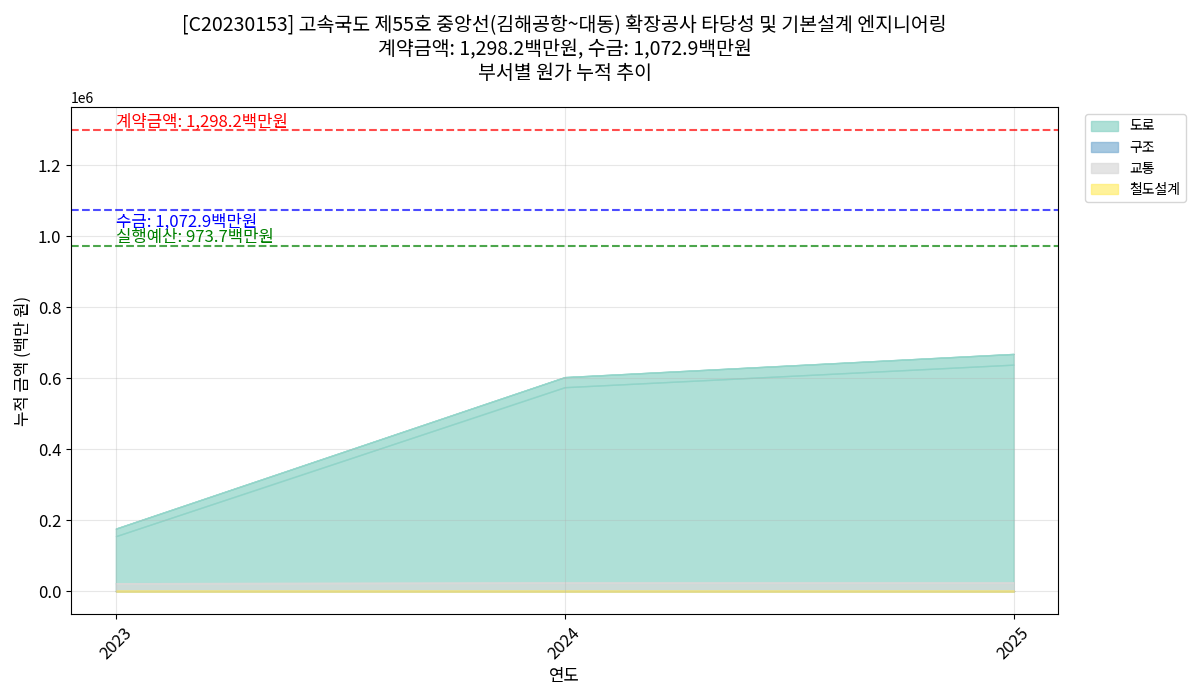 [C20230153] 고속국도 제55호 중앙선(김해공항~대동) 확장공사 타당성 및 기본설계 엔지니어링
계약금액: 1,298.2백만원, 수금: 1,072.9백만원
부서별 원가 누적 추이
1e6
계약금액: 1,298.2백만원
수금: 1,072.9백만원
실행예산: 973.7백만원
도로
구조
교통
철도설계
1.2
1.0
0.8
0.6
0.4
0.2
0.0
누적 금액 (백만 원)
2023
2024
2025
연도